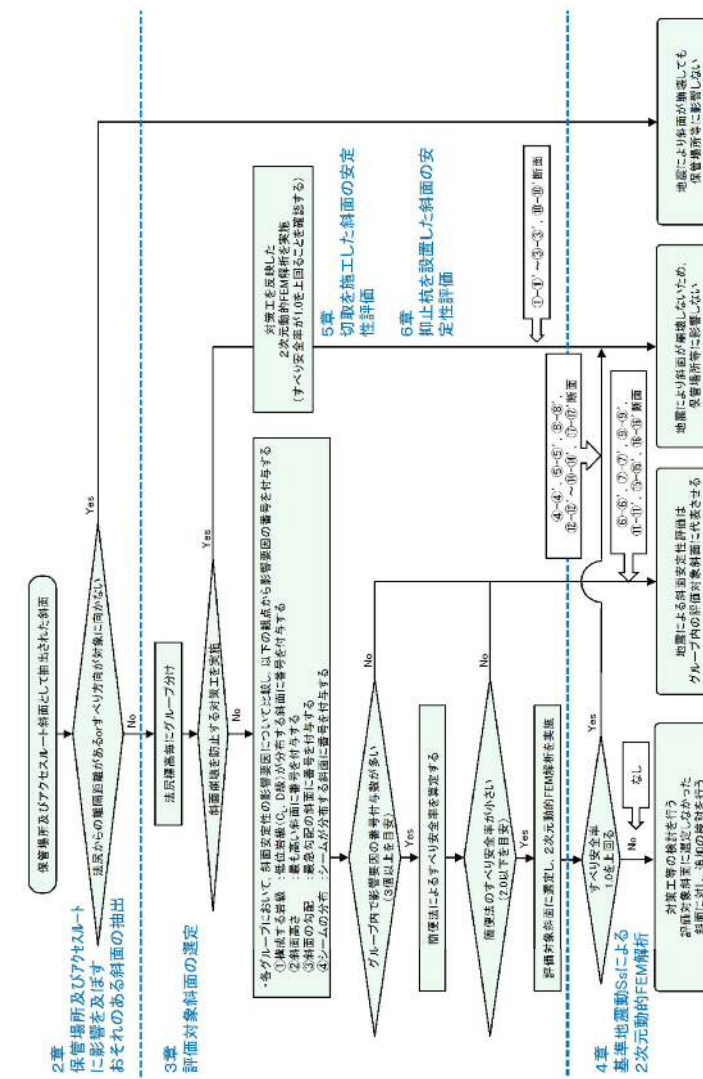 2章
保管場所及びアクセスルート
に影響を及ぼす
おそれのある斜面の抽出
保管場所及びアクセスルート斜面として抽出された斜面
法尻からの離隔距離があるorすべり方向が対象に向かない
Yes
No
3章
評価対象斜面の選定
法尻標高毎にグループ分け
斜面崩壊を防止する対策工を実施
Yes
No
対策工を反映した
2次元動的FEM解析を実施
(すべり安全率が1.0を上回ることを確認する)
5章
切取を施工した斜面の安定
性評価
6章
抑止杭を設置した斜面の安
定性評価
・各グループにおいて、斜面安定性の影響要因について比較し、以下の観点から影響要因の番号を付与する
①構成する岩級 :低位岩級(CL, D級)が分布する斜面に番号を付与する
②斜面高さ :最も高い斜面に番号を付与する
③斜面の勾配 :最急勾配の斜面に番号を付与する
④シームの分布 :シームが分布する斜面に番号を付与する
グループ内で影響要因の番号付与数が多い
(3個以上を目安)
No
Yes
簡便法によるすべり安全率を算定する
簡便法のすべり安全率が小さい
(2.0以下を目安)
No
Yes
評価対象斜面に選定し、2次元動的FEM解析を実施
①-①'～③-③', ⑩-⑩'断面
④-④', ⑤-⑤', ⑧-⑧',
⑫-⑫'～⑭-⑭', ⑰-⑰'断面
⑥-⑥', ⑦-⑦', ⑨-⑨',
⑪-⑪', ⑮-⑮', ⑯-⑯'断面
4章
基準地震動Ssによる
2次元動的FEM解析
すべり安全率
1.0を上回る
Yes
No
なし
対策工等の検討を行う
評価対象斜面に選定しなかった
斜面に対し、追加の検討を行う
地震による斜面安定性評価は
グループ内の評価対象斜面に代表させる
地震により斜面が崩壊しないため、
保管場所等に影響しない
地震により斜面が崩壊しても
保管場所等に影響しない